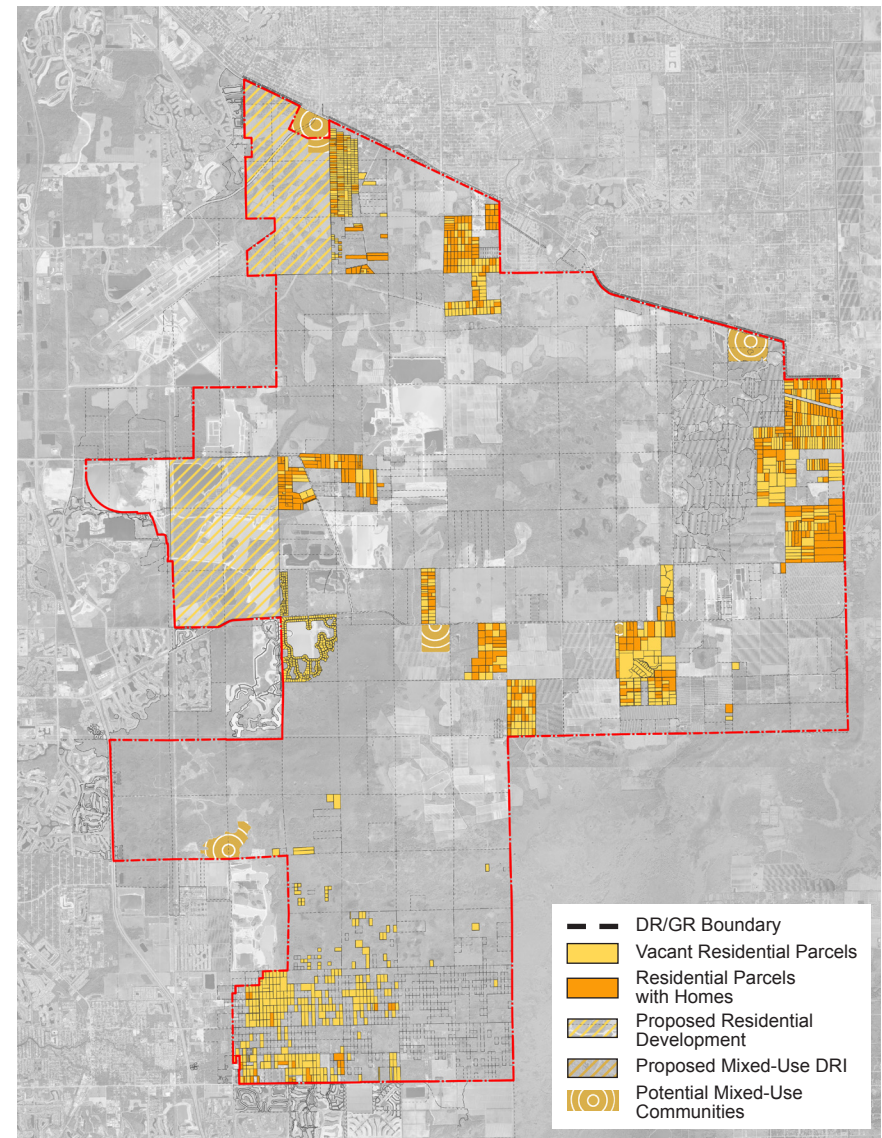 DR/GR Boundary
Vacant Residential Parcels
Residential Parcels
with Homes
Proposed Residential
Development
Proposed Mixed-Use DRI
Potential Mixed-Use
Communities